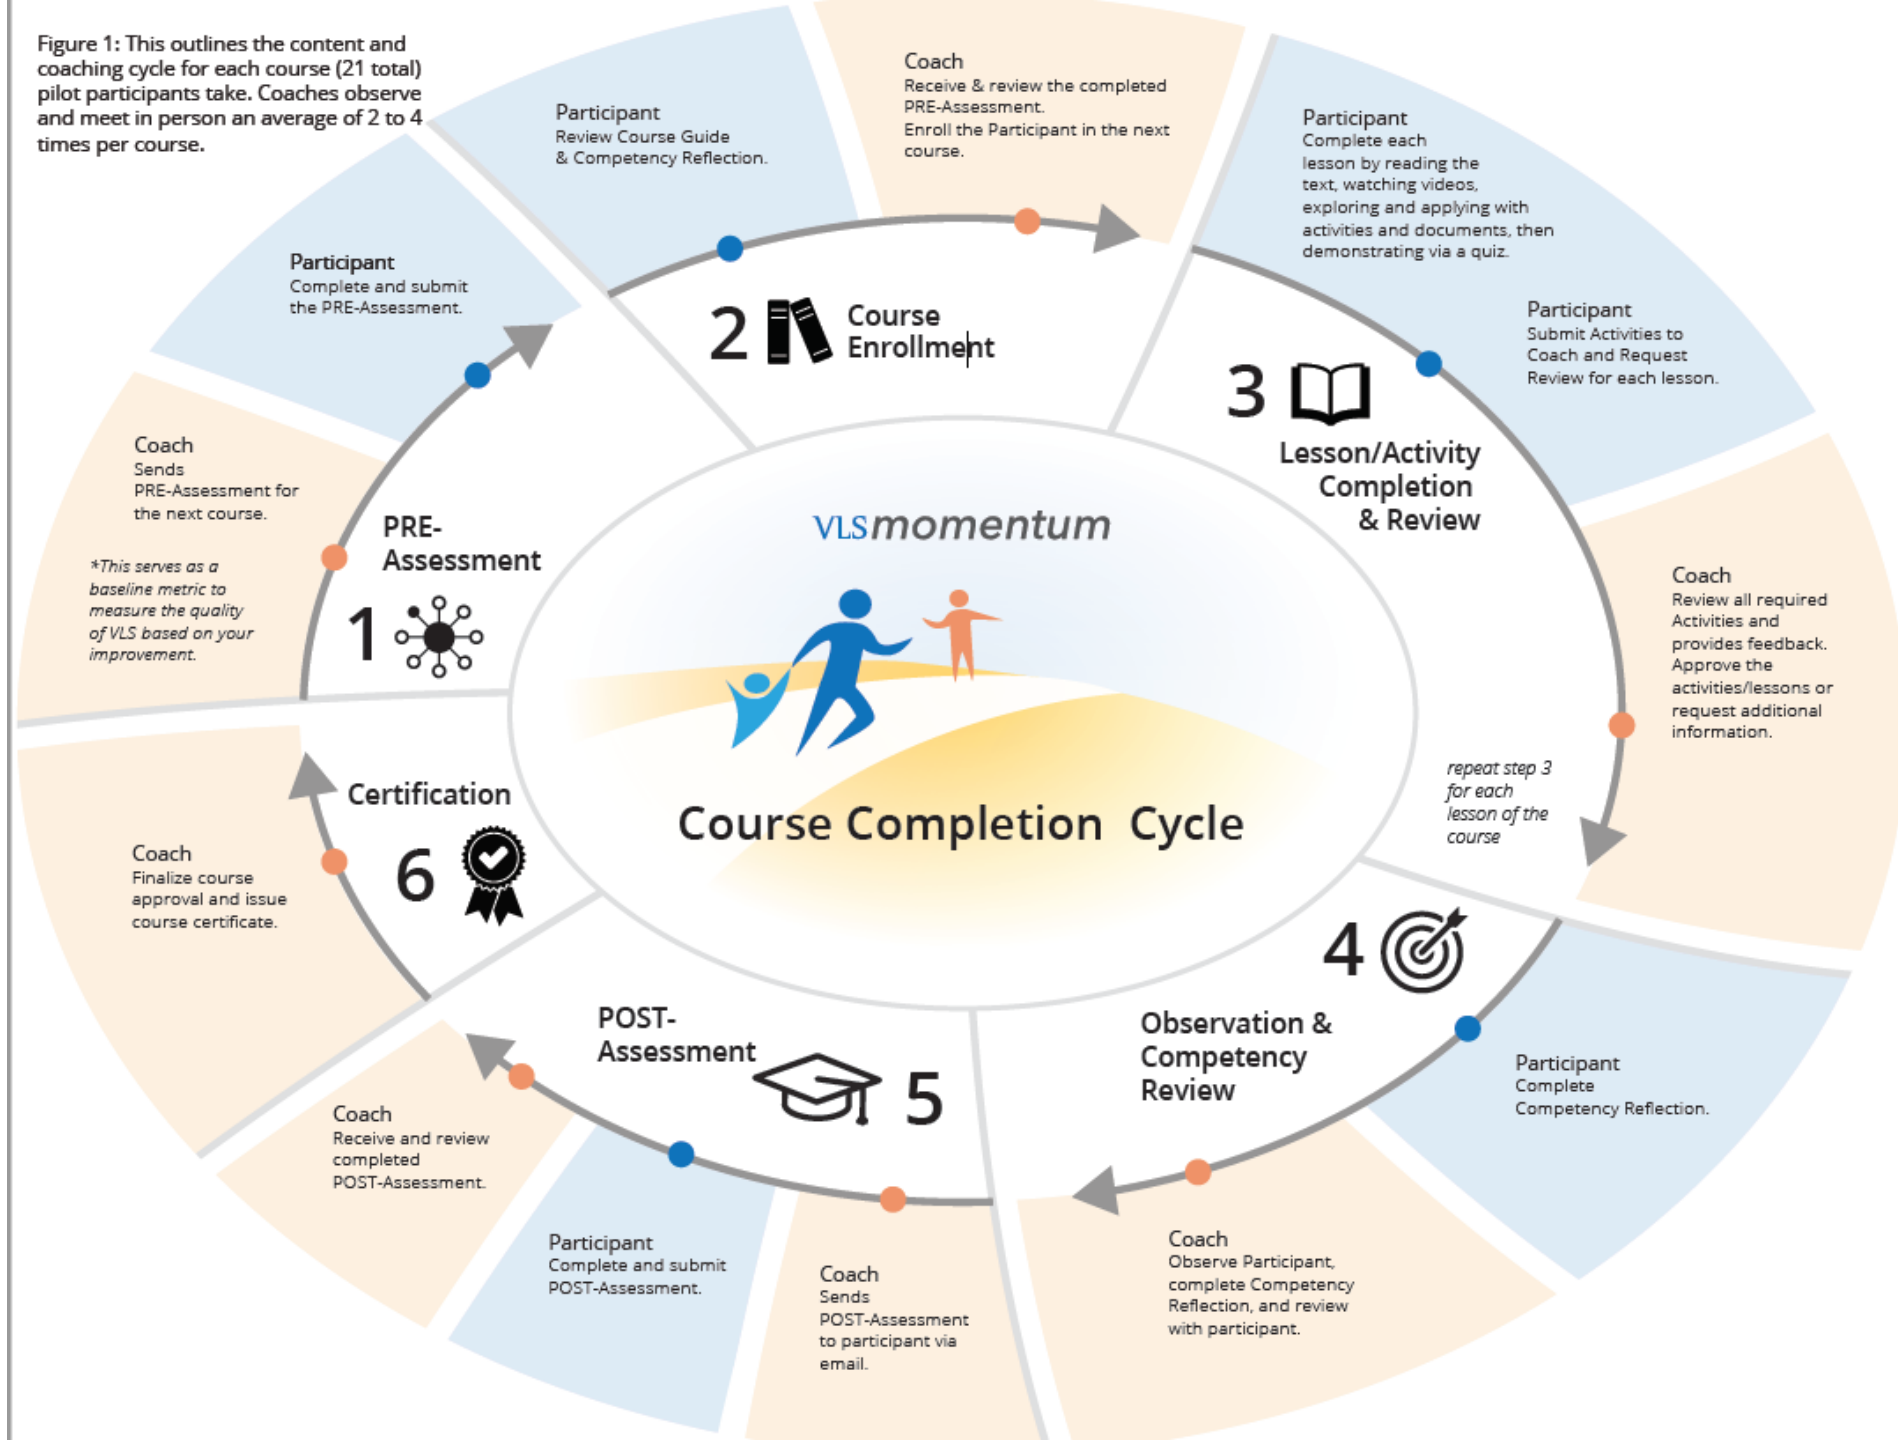 Figure 1: This outlines the content and
coaching cycle for each course (21 total)
pilot participants take. Coaches observe
and meet in person an average of 2 to 4
times per course.
Coach
Sends
PRE-Assessment for
the next course.
*This serves as a
baseline metric to
measure the quality
of VLS based on your
improvement.
Participant
Complete and submit
the PRE-Assessment.
PRE-
Assessment
1
Participant
Review Course Guide
& Competency Reflection.
Coach
Receive & review the completed
PRE-Assessment.
Enroll the Participant in the next
course.
2
Course
Enrollment
Participant
Complete each
lesson by reading the
text, watching videos,
exploring and applying with
activities and documents, then
demonstrating via a quiz.
Participant
Submit Activities to
Coach and Request
Review for each lesson.
3
Lesson/Activity
Completion
& Review
Coach
Review all required
Activities and
provides feedback.
Approve the
activities/lessons or
request additional
information.
repeat step 3
for each
lesson of the
course
4
Observation &
Competency
Review
Participant
Complete
Competency Reflection.
Coach
Observe Participant,
complete Competency
Reflection, and review
with participant.
POST-
Assessment
5
Coach
Sends
POST-Assessment
to participant via
email.
Participant
Complete and submit
POST-Assessment.
Coach
Receive and review
completed
POST-Assessment.
Certification
6
Coach
Finalize course
approval and issue
course certificate.
VLSmomentum
Course Completion Cycle